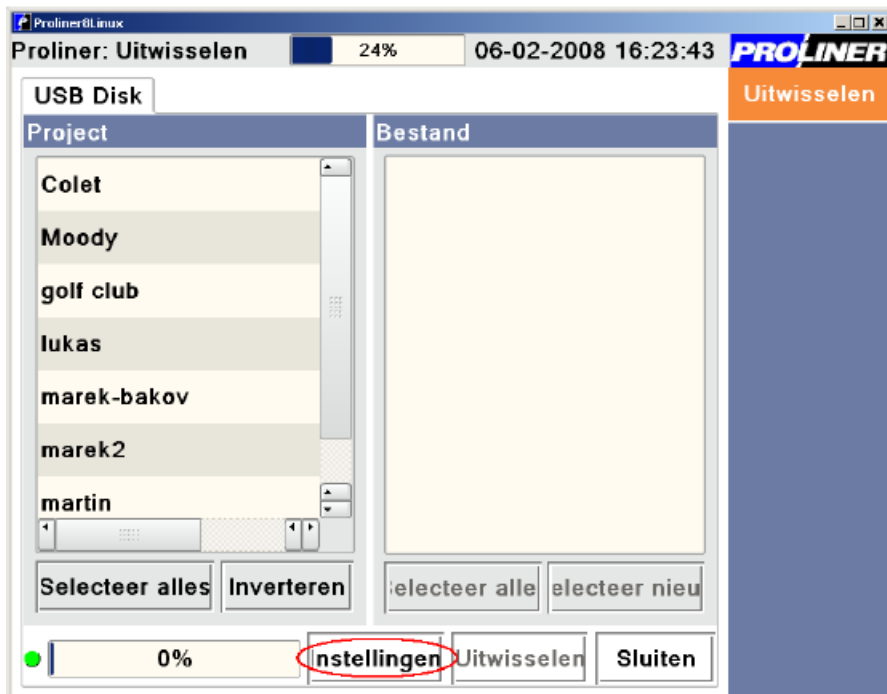 Proliner8Linux
Proliner: Uitwisselen 24% 06-02-2008 16:23:43 PROLINER
USB Disk
Uitwisselen
Project
Bestand
Colet
Moody
golf club
lukas
marek-bakov
marek2
martin
Selecteer alles Inverteren electeer alle electeer nieu
0% nstellingen Uitwisselen Sluiten